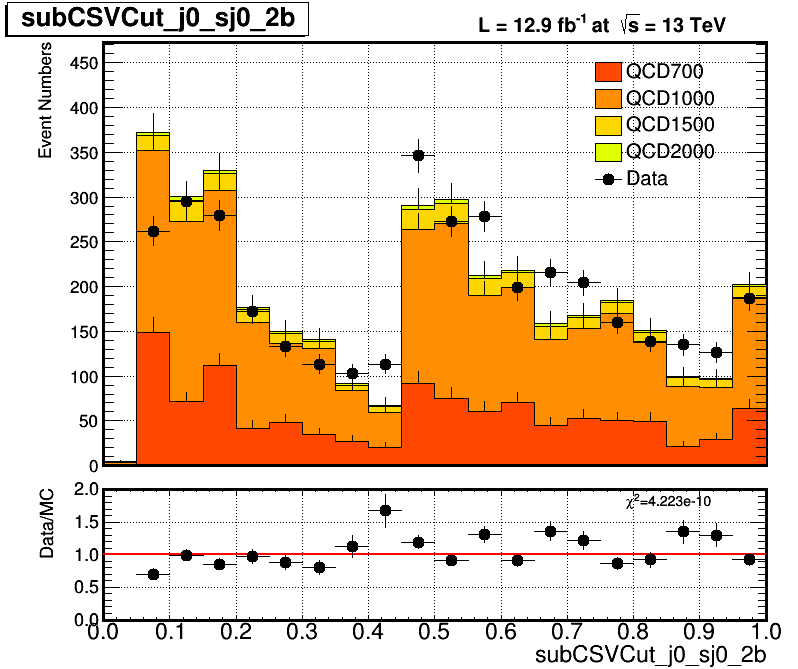 subCSVCut_j0_sj0_2b
L = 12.9 fb⁻¹ at √s = 13 TeV
Event Numbers
450
400
350
300
250
200
150
100
50
0
QCD700
QCD1000
QCD1500
QCD2000
Data
Data/MC
2.0
1.5
1.0
0.5
0.0
χ²=4.223e-10
0.0 0.1 0.2 0.3 0.4 0.5 0.6 0.7 0.8 0.9 1.0
subCSVCut_j0_sj0_2b